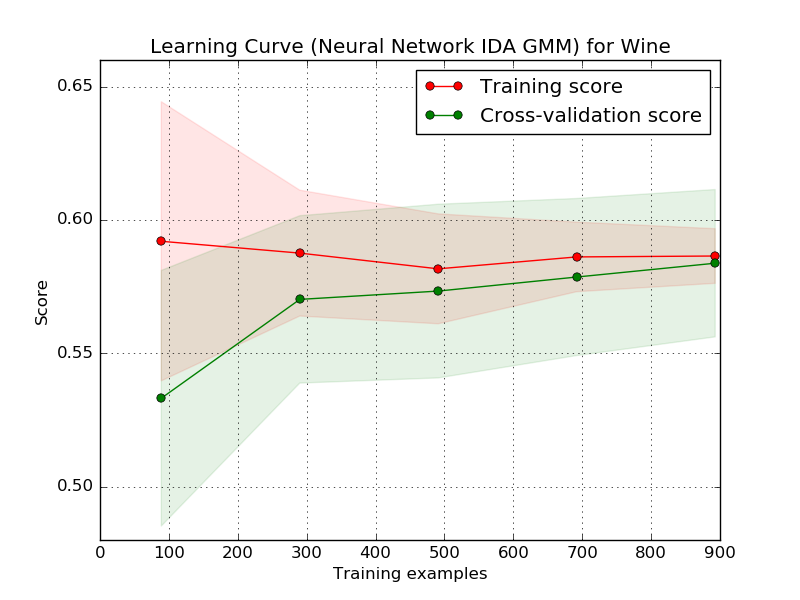 Learning Curve (Neural Network IDA GMM) for Wine
Training score
Cross-validation score
0.65
0.60
0.55
0.50
Score
0 100 200 300 400 500 600 700 800 900
Training examples